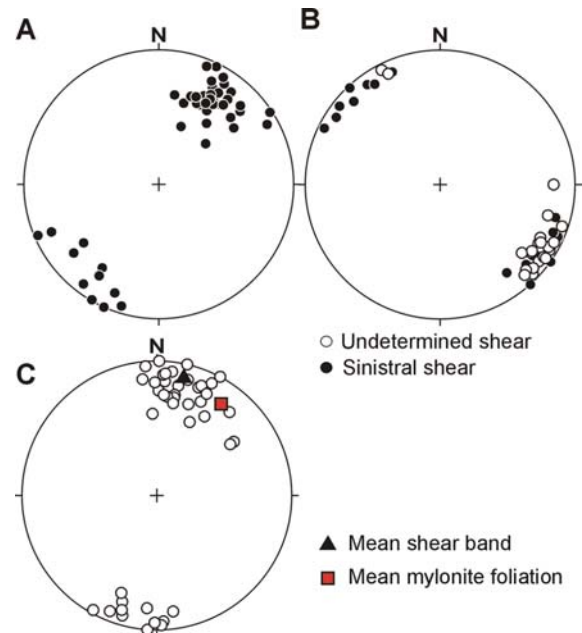 A
N
B
N
Undetermined shear
Sinistral shear
C
N
Mean shear band
Mean mylonite foliation